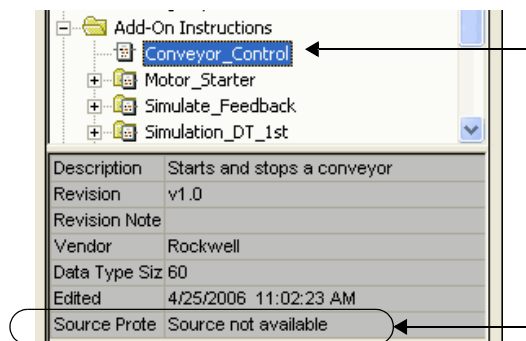 Add-On Instructions
Conveyor_Control
Motor_Starter
Simulate_Feedback
Simulation_DT_1st
Description Starts and stops a conveyor
Revision v1.0
Revision Note
Vendor Rockwell
Data Type Siz 60
Edited 4/25/2006 11:02:23 AM
Source Prote Source not available